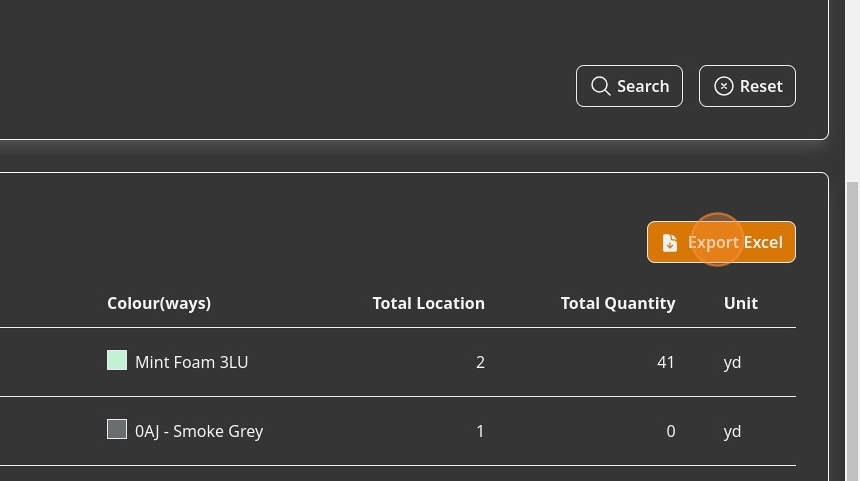 Search Reset
Export Excel
Colour(ways) Total Location Total Quantity Unit
Mint Foam 3LU 2 41 yd
0AJ - Smoke Grey 1 0 yd